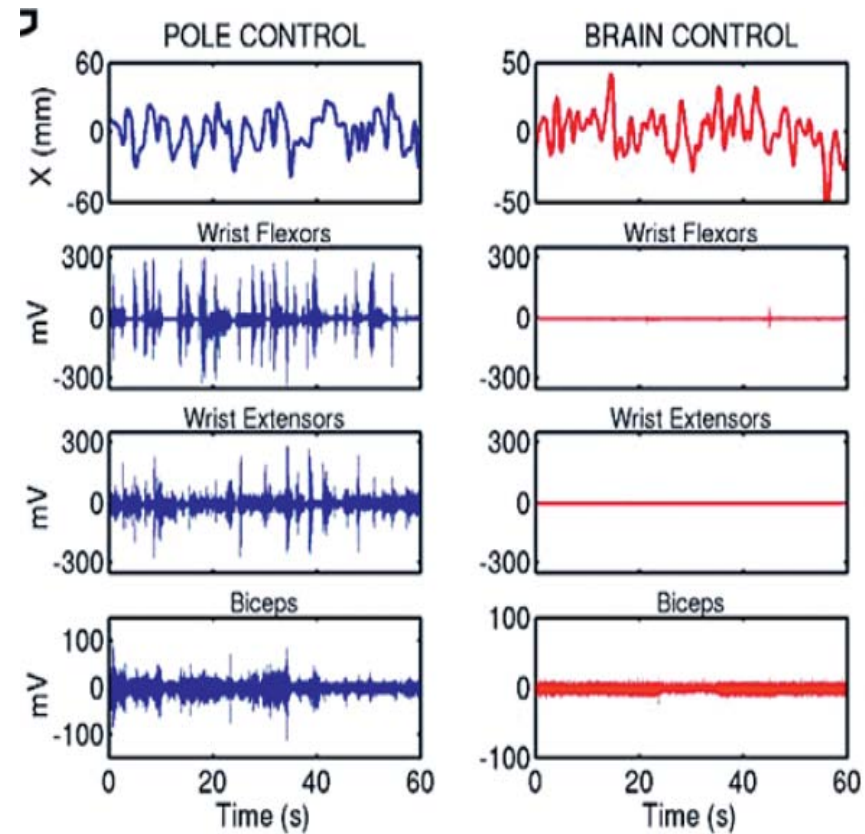 POLE CONTROL BRAIN CONTROL
60 50
X (mm) 0 0
-60 -50
Wrist Flexors Wrist Flexors
300 300
mV 0 0
-300 -300
Wrist Extensors Wrist Extensors
300 300
mV 0 0
-300 -300
Biceps Biceps
100 100
mV 0 0
-100 -100
0 20 40 60 0 20 40 60
Time (s) Time (s)